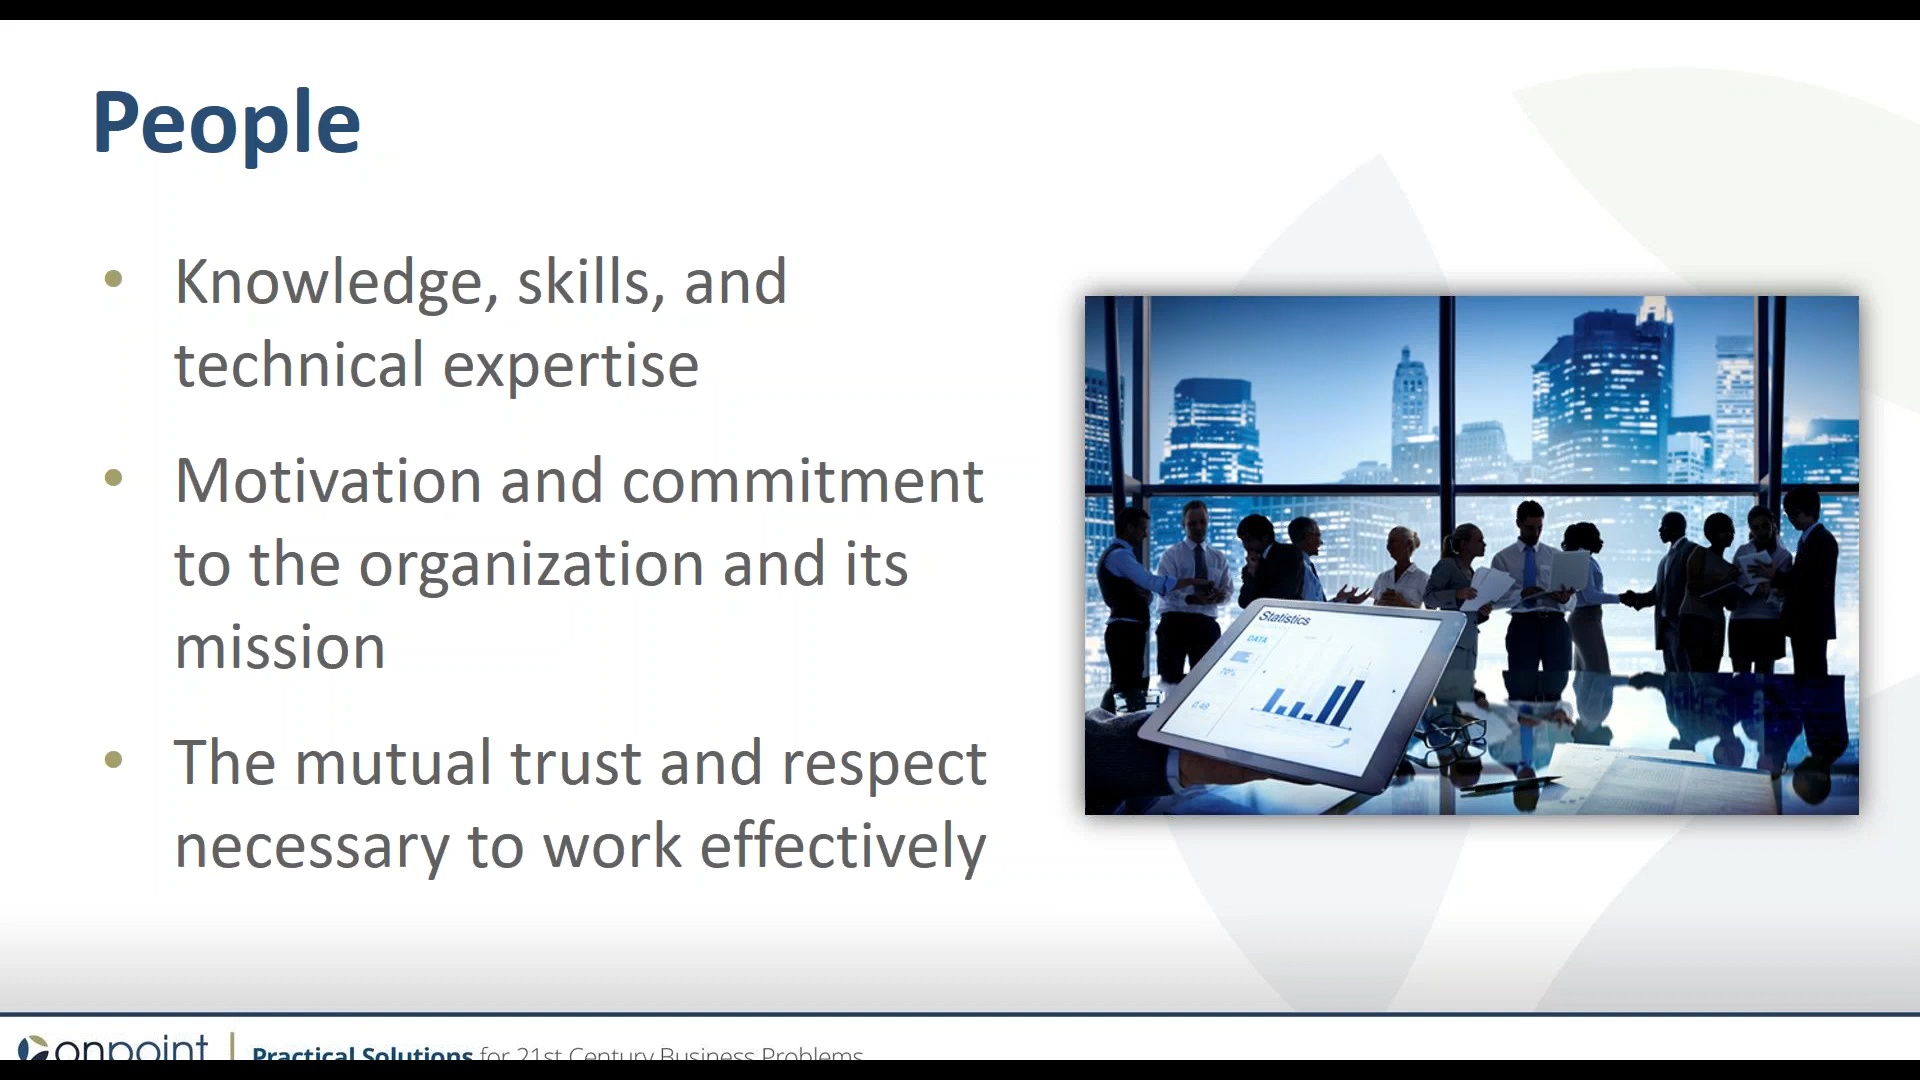 People
• Knowledge, skills, and
technical expertise
• Motivation and commitment
to the organization and its
mission
• The mutual trust and respect
necessary to work effectively
Statistics
DATA
onpoint | Practical Solutions for 21st Century Business Problems